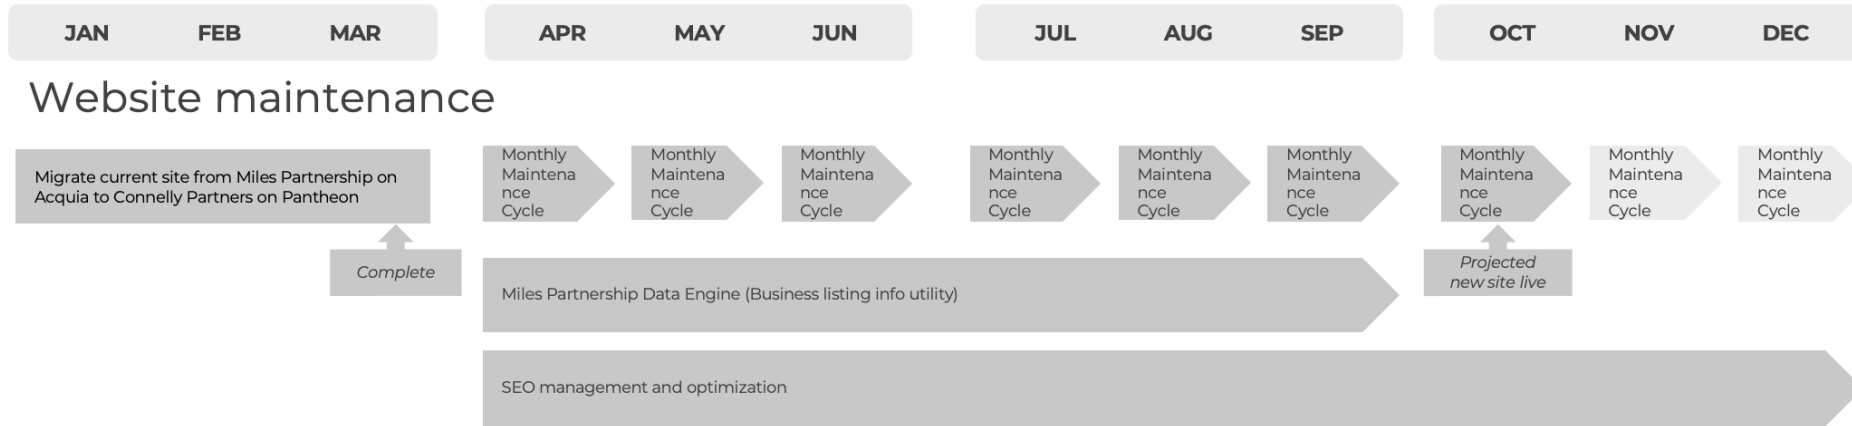 JAN FEB MAR APR MAY JUN JUL AUG SEP OCT NOV DEC
Website maintenance
Migrate current site from Miles Partnership on
Acquia to Connelly Partners on Pantheon
Complete
Monthly
Maintena
nce
Cycle
Monthly
Maintena
nce
Cycle
Monthly
Maintena
nce
Cycle
Monthly
Maintena
nce
Cycle
Monthly
Maintena
nce
Cycle
Monthly
Maintena
nce
Cycle
Monthly
Maintena
nce
Cycle
Monthly
Maintena
nce
Cycle
Monthly
Maintena
nce
Cycle
Projected
new site live
Miles Partnership Data Engine (Business listing info utility)
SEO management and optimization